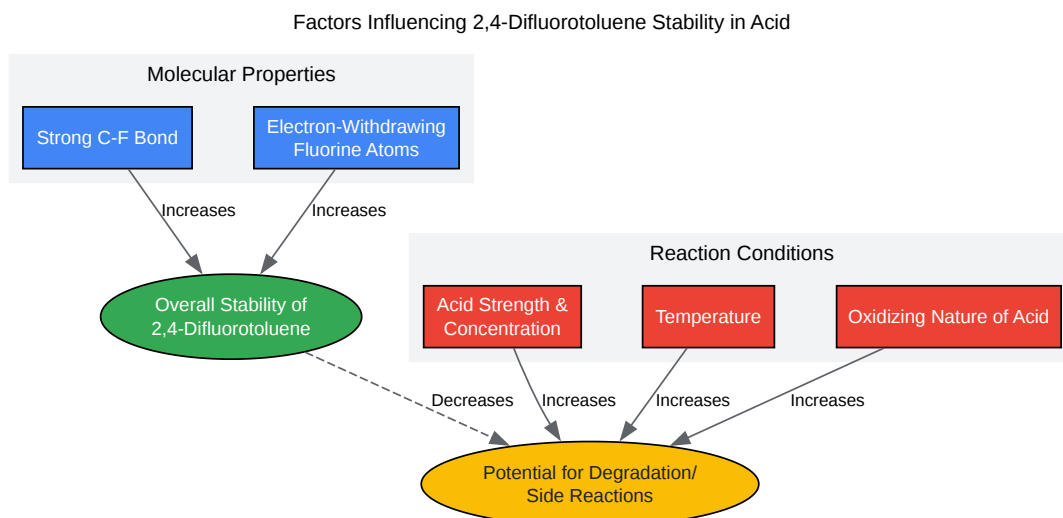 Factors Influencing 2,4-Difluorotoluene Stability in Acid
Molecular Properties
Strong C-F Bond
Electron-Withdrawing
Fluorine Atoms
Increases
Increases
Overall Stability of
2,4-Difluorotoluene
Reaction Conditions
Acid Strength &
Concentration
Temperature
Oxidizing Nature of Acid
Decreases
Increases
Increases
Increases
Potential for Degradation/
Side Reactions